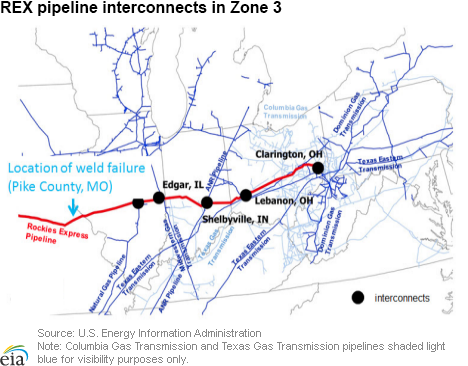 REX pipeline interconnects in Zone 3
Columbia Gas
Transmission
Dominion Gas
Transmission
Clarington, OH
Texas Eastern
Transmission
ANR Pipeline
Location of weld failure
(Pike County, MO)
Edgar, IL
Lebanon, OH
Shelbyville, IN
Rockies Express
Pipeline
Natural Gas Pipeline
Texas Eastern
Transmission
Midwestern Gas
Transmission
ANR Pipeline
Texas Gas
Transmission
Texas Eastern
Transmission
Dominion Gas
Transmission
interconnects
Source: U.S. Energy Information Administration
Note: Columbia Gas Transmission and Texas Gas Transmission pipelines shaded light
blue for visibility purposes only.
eia